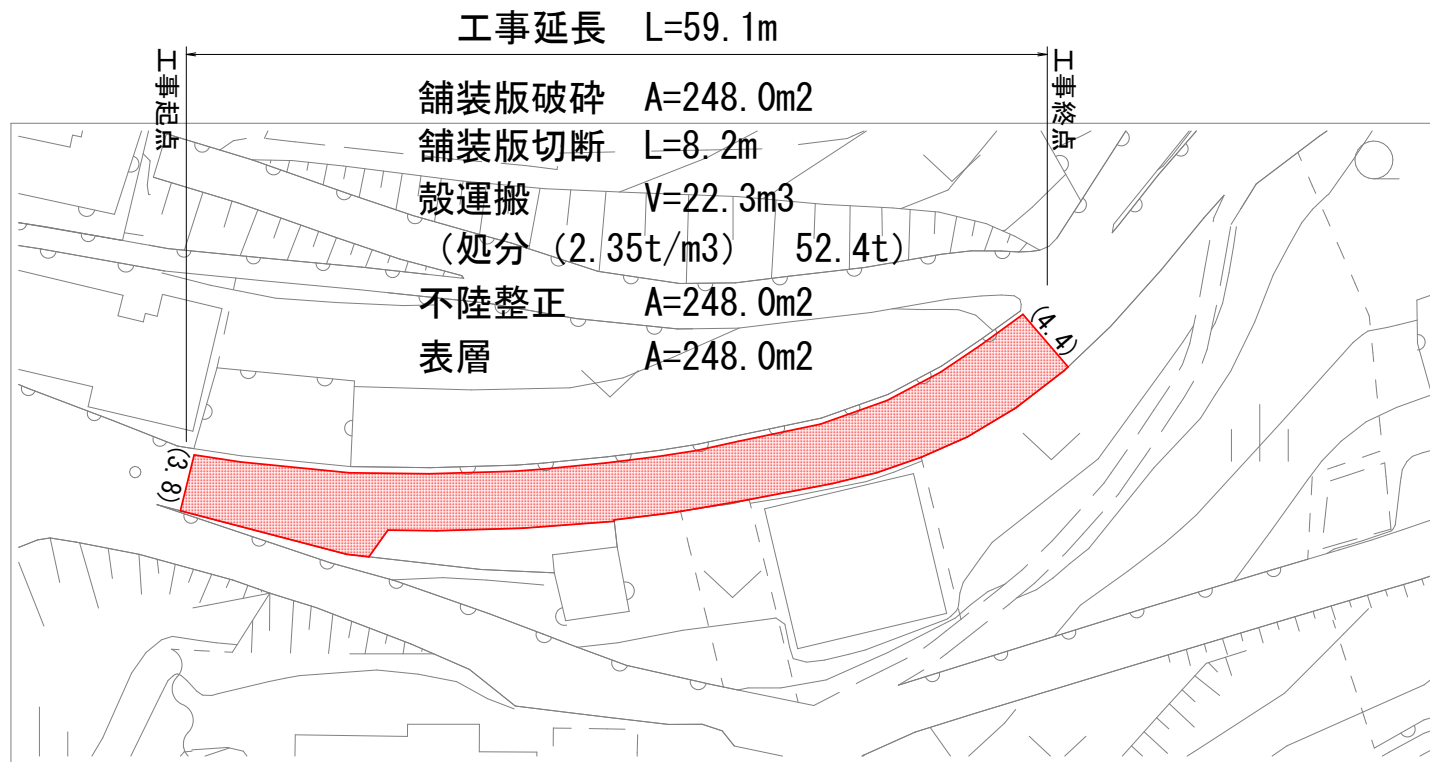 工事延長 L=59.1m
工事起点
工事終点
舗装版破砕 A=248.0m2
舗装版切断 L=8.2m
殻運搬 V=22.3m3
(処分 (2.35t/m3) 52.4t)
不陸整正 A=248.0m2
表層 A=248.0m2
(4.4)
(3.8)